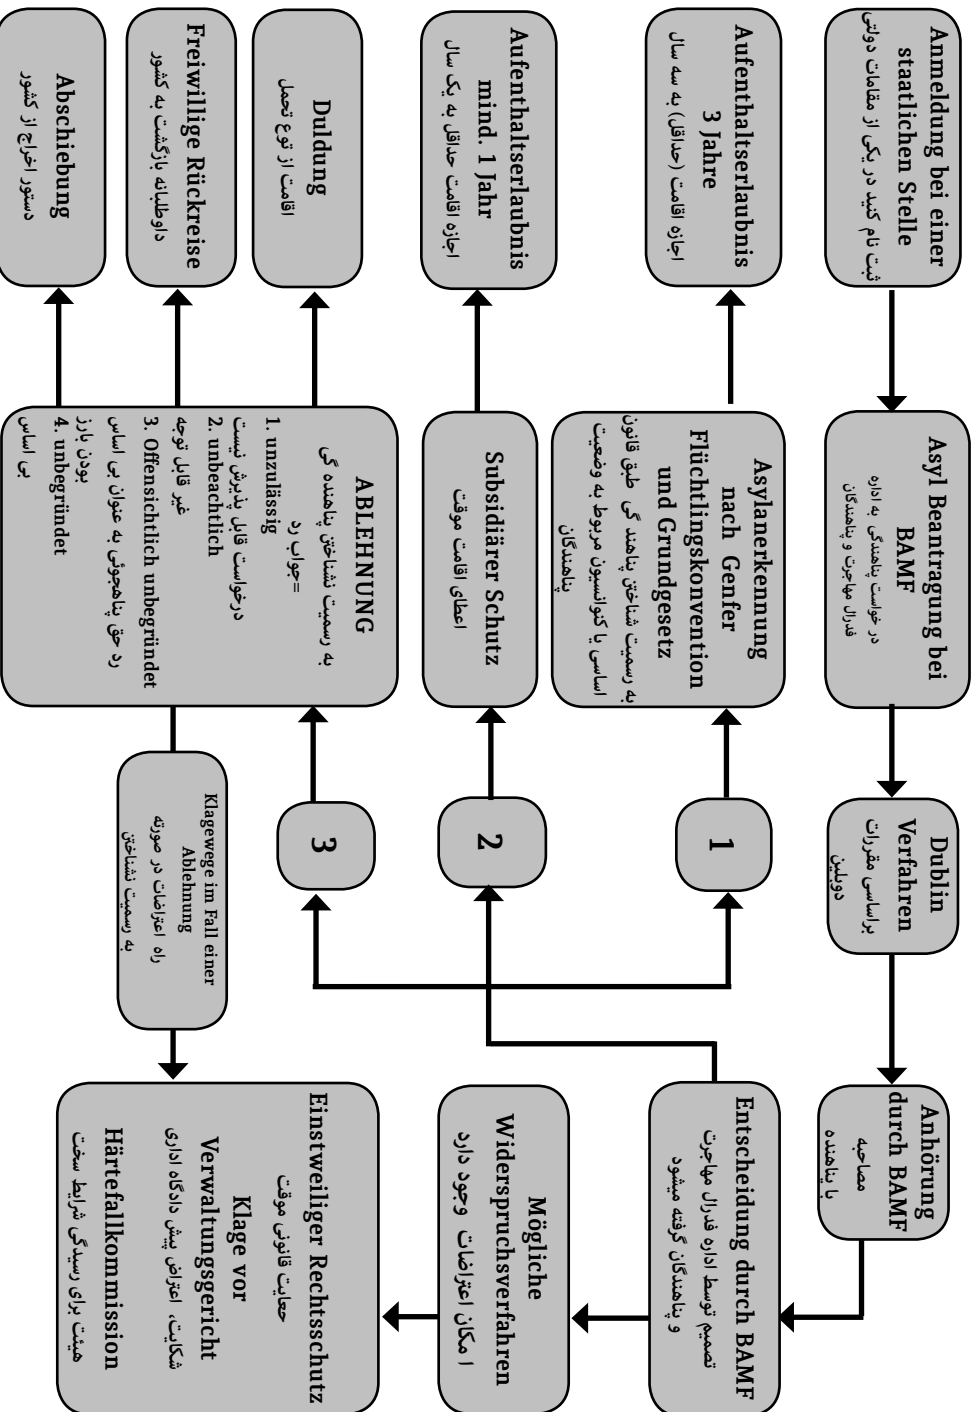 Anmeldung bei einer
staatlichen Stelle
ثبت نام کنید در یکی از مقامات دولتی
Asyl Beantragung bei
BAMF
در خواست پناهندگی به اداره
فدرال مهاجرت و پناهندگان
Dublin
Verfahren
براساسی مقررات
دوبلین
Anhörung
durch BAMF
مصاحبه
با پناهنده
Aufenthaltserlaubnis
3 Jahre
اجازه اقامت (حداقل) به سه سال
Asylanerkennung
nach Genfer
Flüchtlingskonvention
und Grundgesetz
به رسمیت شناختن پناهند گی طبق قانون
اساسی یا کنوانسیون مربوط به وضعیت
پناهندگان
1
Entscheidung durch BAMF
تصمیم توسط اداره فدرال مهاجرت
و پناهندگان گرفته میشود
Aufenthaltserlaubnis
mind. 1 Jahr
اجازه اقامت حداقل به یک سال
Subsidiärer Schutz
اعطای اقامت موقت
2
Mögliche
Widerspruchsverfahren
ا مکان اعتراضات وجود دارد
Duldung
اقامت از نوع تحمل
Freiwillige Rückreise
داوطلبانه بازگشت به کشور
Abschiebung
دستور اخراج از کشور
ABLEHNUNG
به رسمیت نشناختن پناهنده گی
=جواب رد
1. unzulässig
درخواست قابل پذیرش نیست
2. unbeachtlich
غیر قابل توجه
3. Offensichtlich unbegründet
رد حق پناهجوئی به عنوان بی اساس
بودن بارز
4. unbegründet
بی اساس
3
Klagewege im Fall einer
Ablehnung
راه اعتراضات در صورته
به رسمیت نشناختن
Einstweiliger Rechtsschutz
حمایت قانونی موقت
Klage vor
Verwaltungsgericht
شکایت، اعتراض پیش دادگاه اداری
Härtefallkommission
هیئت برای رسیدگی شرایط سخت